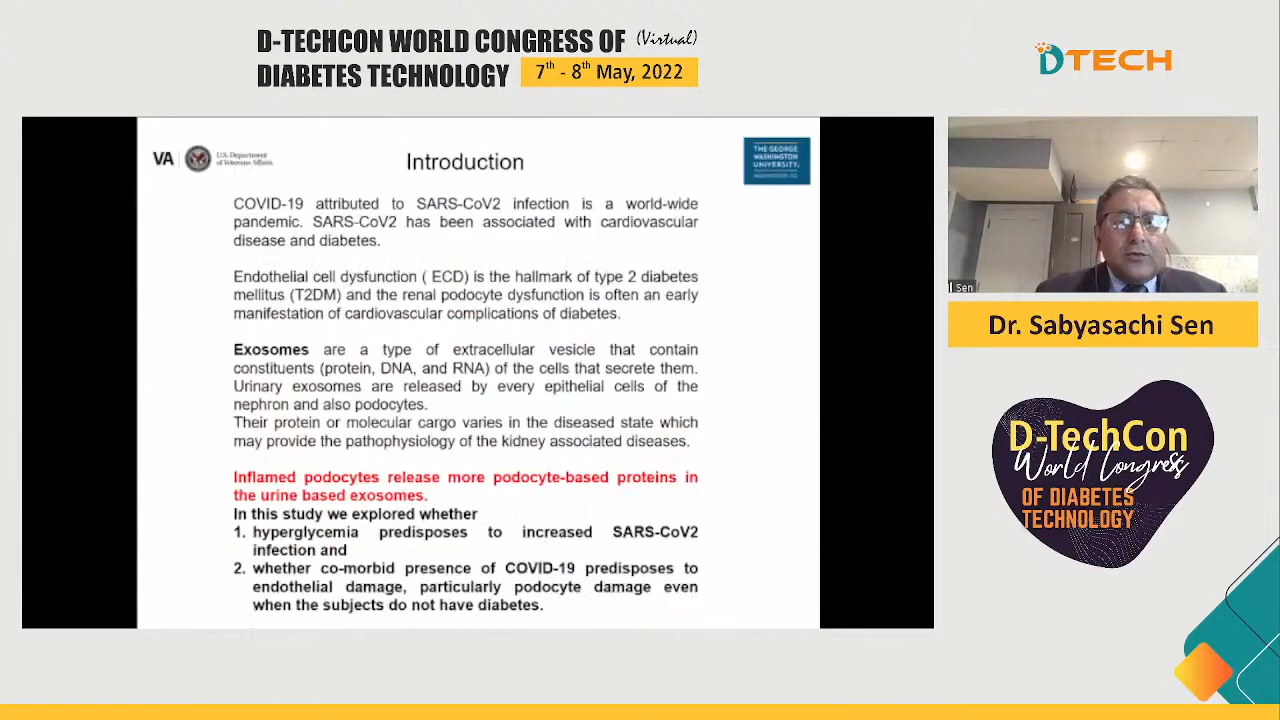 D-TECHCON WORLD CONGRESS OF (Virtual)
DIABETES TECHNOLOGY 7th - 8th May, 2022
DTECH
VA U.S. Department
of Veterans Affairs
Introduction
THE GEORGE
WASHINGTON
UNIVERSITY
WASHINGTON, DC
COVID-19 attributed to SARS-CoV2 infection is a world-wide
pandemic. SARS-CoV2 has been associated with cardiovascular
disease and diabetes.
Endothelial cell dysfunction ( ECD) is the hallmark of type 2 diabetes
mellitus (T2DM) and the renal podocyte dysfunction is often an early
manifestation of cardiovascular complications of diabetes.
Exosomes are a type of extracellular vesicle that contain
constituents (protein, DNA, and RNA) of the cells that secrete them.
Urinary exosomes are released by every epithelial cells of the
nephron and also podocytes.
Their protein or molecular cargo varies in the diseased state which
may provide the pathophysiology of the kidney associated diseases.
Inflamed podocytes release more podocyte-based proteins in
the urine based exosomes.
In this study we explored whether
1. hyperglycemia predisposes to increased SARS-CoV2
infection and
2. whether co-morbid presence of COVID-19 predisposes to
endothelial damage, particularly podocyte damage even
when the subjects do not have diabetes.
Sen
Dr. Sabyasachi Sen
D-TechCon
World Congress
OF DIABETES
TECHNOLOGY